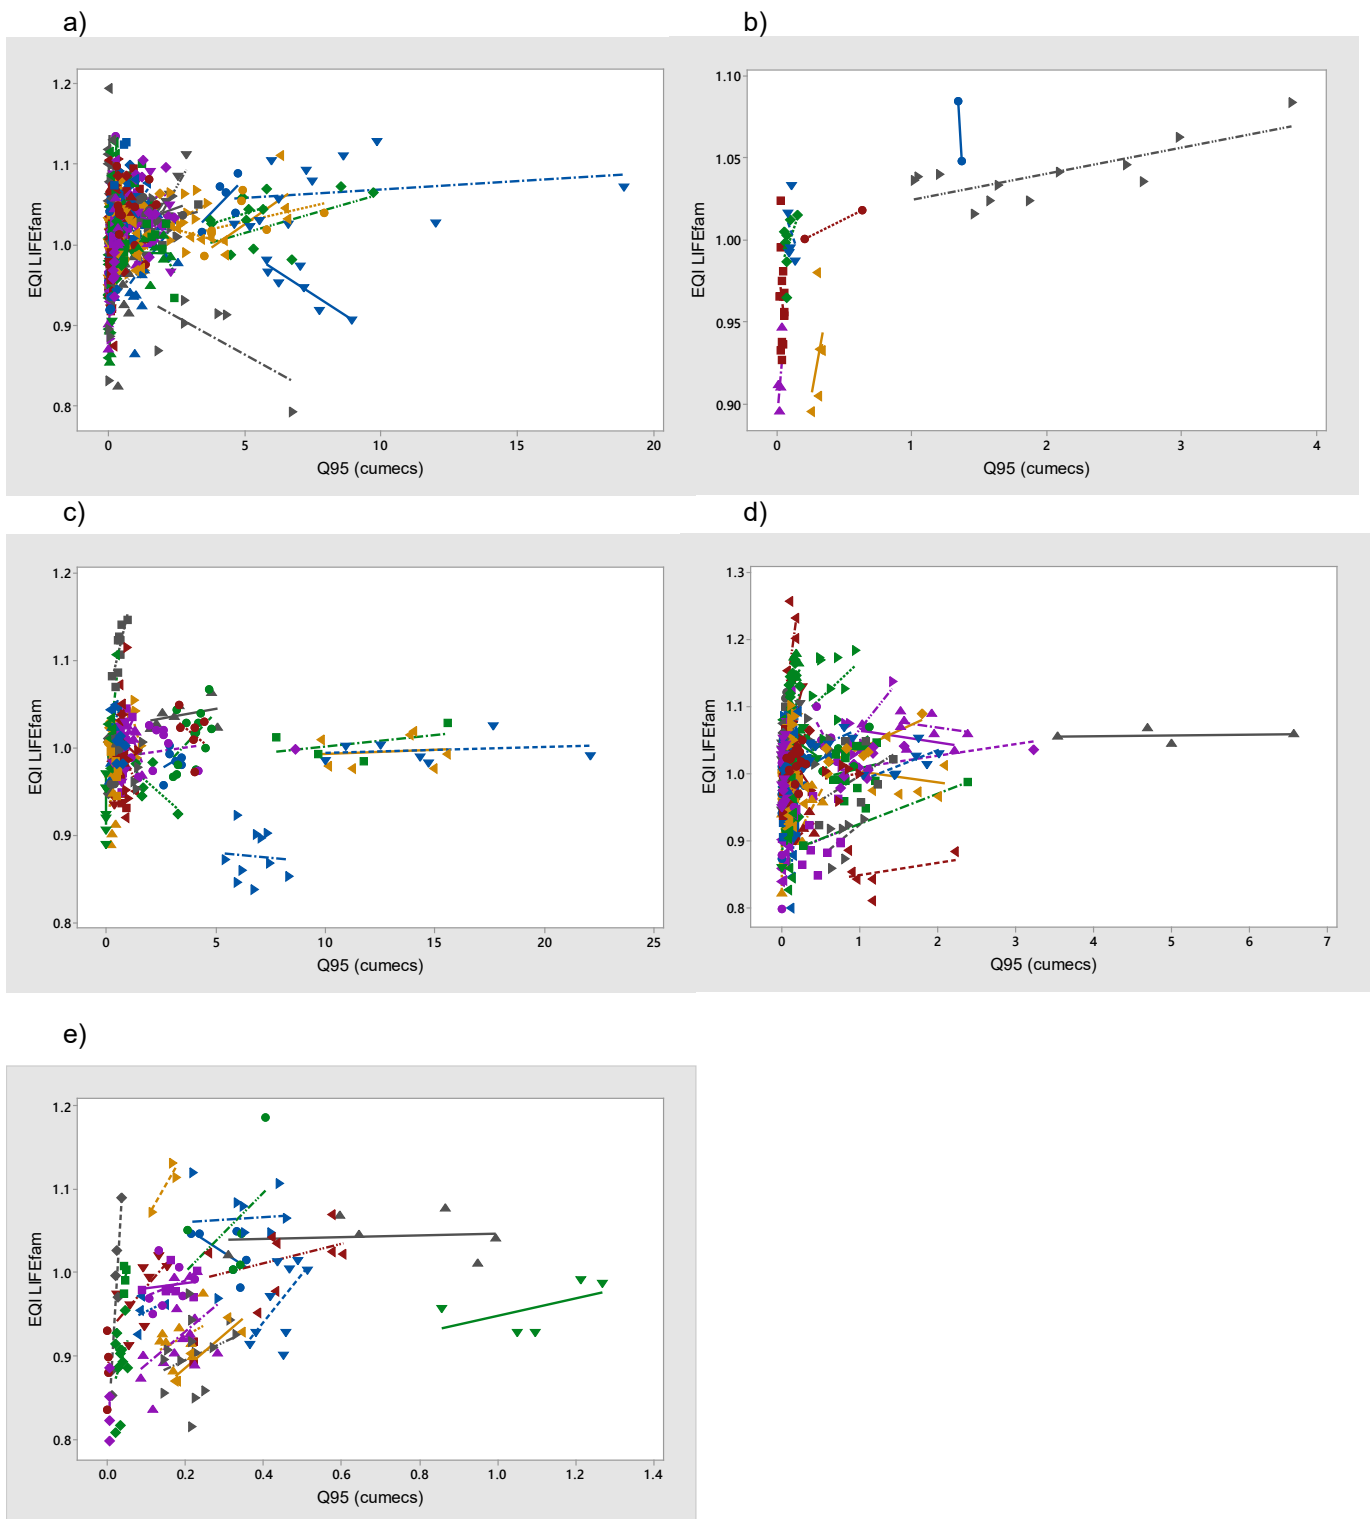 a)
b)
1.2
1.1
1.0
0.9
0.8
EQI LIFEfam
0 5 10 15 20
Q95 (cumecs)
1.10
1.05
1.00
0.95
0.90
EQI LIFEfam
0 1 2 3 4
Q95 (cumecs)
c)
d)
1.2
1.1
1.0
0.9
0.8
EQI LIFEfam
0 5 10 15 20 25
Q95 (cumecs)
1.3
1.2
1.1
1.0
0.9
0.8
EQI LIFEfam
0 1 2 3 4 5 6 7
Q95 (cumecs)
e)
1.2
1.1
1.0
0.9
0.8
EQI LIFEfam
0.0 0.2 0.4 0.6 0.8 1.0 1.2 1.4
Q95 (cumecs)